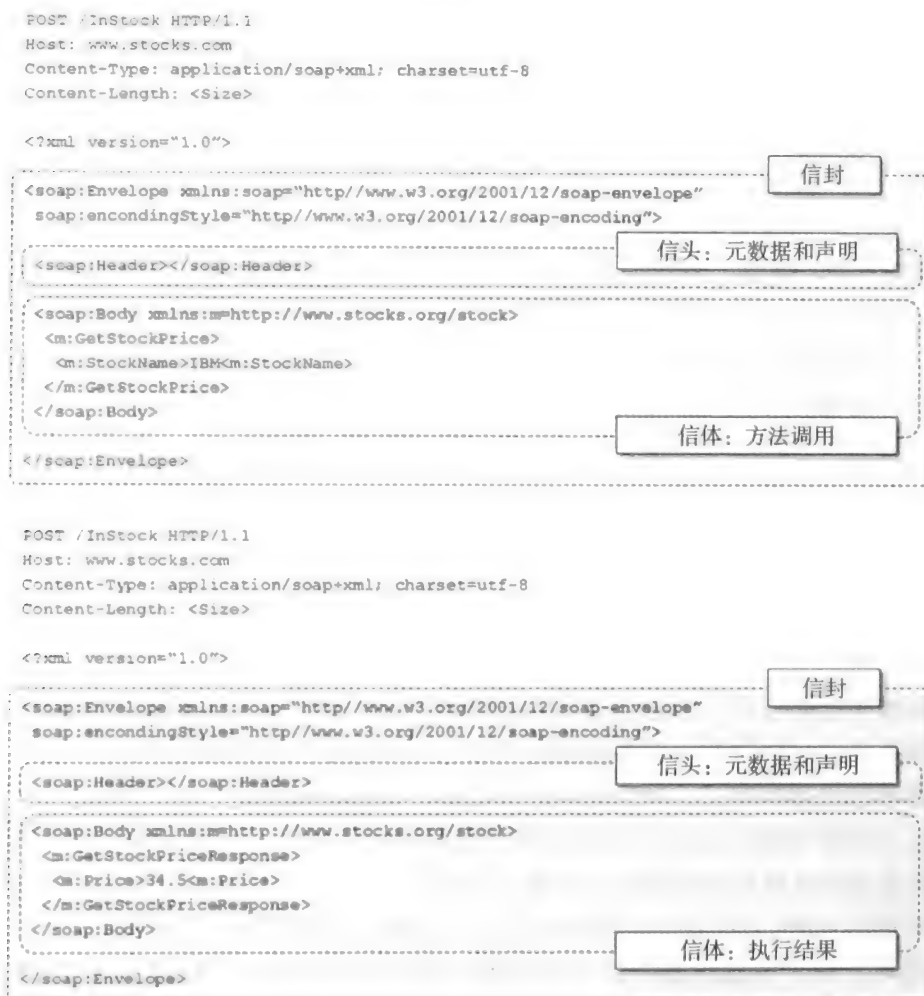 POST /InStock HTTP/1.1
Host: www.stocks.com
Content-Type: application/soap+xml; charset=utf-8
Content-Length: <Size>
<?xml version="1.0">
信封
<soap:Envelope xmlns:soap="http//www.w3.org/2001/12/soap-envelope"
soap:encondingStyle="http//www.w3.org/2001/12/soap-encoding">
信头：元数据和声明
<soap:Header></soap:Header>
<soap:Body xmlns:m=http://www.stocks.org/stock>
<m:GetStockPrice>
<m:StockName>IBM<m:StockName>
</m:GetStockPrice>
</soap:Body>
信体：方法调用
</soap:Envelope>
POST /InStock HTTP/1.1
Host: www.stocks.com
Content-Type: application/soap+xml; charset=utf-8
Content-Length: <Size>
<?xml version="1.0">
信封
<soap:Envelope xmlns:soap="http//www.w3.org/2001/12/soap-envelope"
soap:encondingStyle="http//www.w3.org/2001/12/soap-encoding">
信头：元数据和声明
<soap:Header></soap:Header>
<soap:Body xmlns:m=http://www.stocks.org/stock>
<m:GetStockPriceResponse>
<m:Price>34.5<m:Price>
</m:GetStockPriceResponse>
</soap:Body>
信体：执行结果
</soap:Envelope>